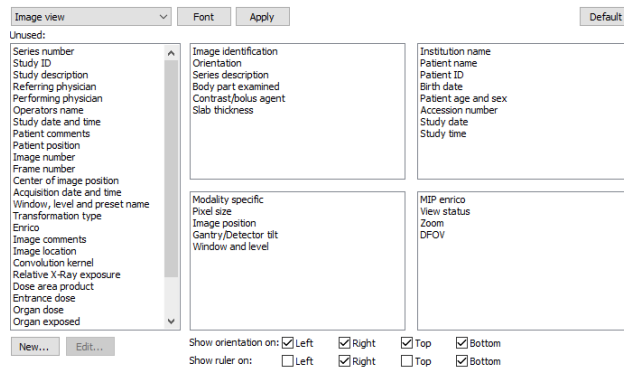 Image view Font Apply Default
Unused:
Series number
Study ID
Study description
Referring physician
Performing physician
Operators name
Study date and time
Patient comments
Patient position
Image number
Frame number
Center of image position
Acquisition date and time
Window, level and preset name
Transformation type
Enrico
Image comments
Image location
Convolution kernel
Relative X-Ray exposure
Dose area product
Entrance dose
Organ dose
Organ exposed
Image identification
Orientation
Series description
Body part examined
Contrast/bolus agent
Slab thickness
Institution name
Patient name
Patient ID
Birth date
Patient age and sex
Accession number
Study date
Study time
Modality specific
Pixel size
Image position
Gantry/Detector tilt
Window and level
MIP enrico
View status
Zoom
DFOV
New... Edit...
Show orientation on: Left Right Top Bottom
Show ruler on: Left Right Top Bottom